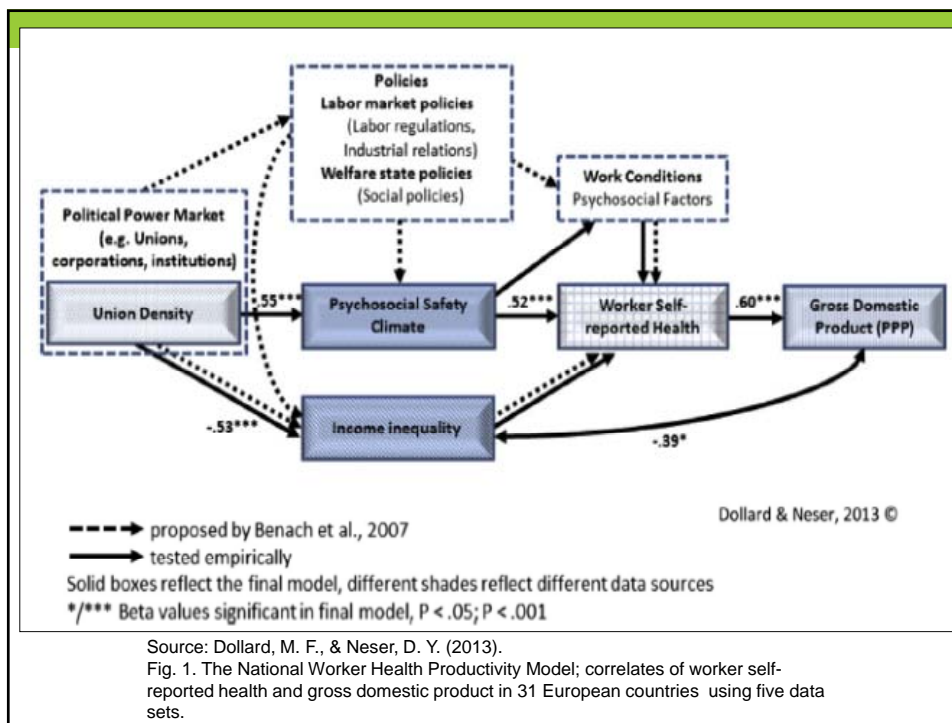 Policies
Labor market policies
(Labor regulations,
Industrial relations)
Welfare state policies
(Social policies)
Work Conditions
Psychosocial Factors
Political Power Market
(e.g. Unions,
corporations, institutions)
Union Density
.55***
Psychosocial Safety
Climate
.52***
Worker Self-
reported Health
.60***
Gross Domestic
Product (PPP)
-.53***
Income inequality
-.39*
Dollard & Neser, 2013 ©
proposed by Benach et al., 2007
tested empirically
Solid boxes reflect the final model, different shades reflect different data sources
*/*** Beta values significant in final model, P < .05; P < .001
Source: Dollard, M. F., & Neser, D. Y. (2013).
Fig. 1. The National Worker Health Productivity Model; correlates of worker self-
reported health and gross domestic product in 31 European countries using five data
sets.